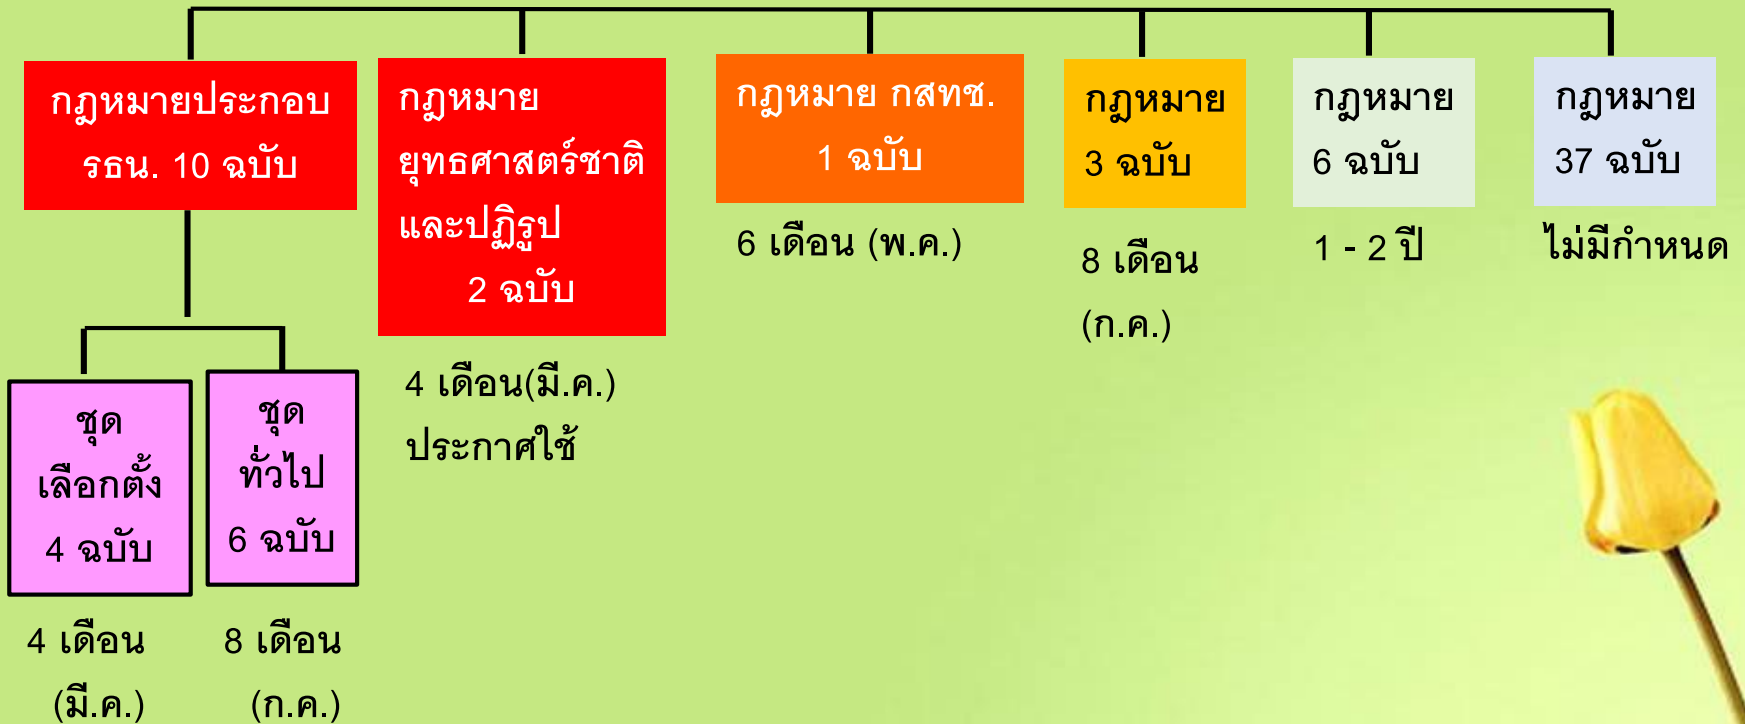 กฎหมายประกอบ
รธน. 10 ฉบับ
กฎหมาย
ยุทธศาสตร์ชาติ
และปฏิรูป
2 ฉบับ
กฎหมาย กสทช.
1 ฉบับ
กฎหมาย
3 ฉบับ
กฎหมาย
6 ฉบับ
กฎหมาย
37 ฉบับ
6 เดือน (พ.ค.)
8 เดือน
(ก.ค.)
1 - 2 ปี
ไม่มีกำหนด
4 เดือน(มี.ค.)
ประกาศใช้
ชุด
เลือกตั้ง
4 ฉบับ
ชุด
ทั่วไป
6 ฉบับ
4 เดือน
(มี.ค.)
8 เดือน
(ก.ค.)